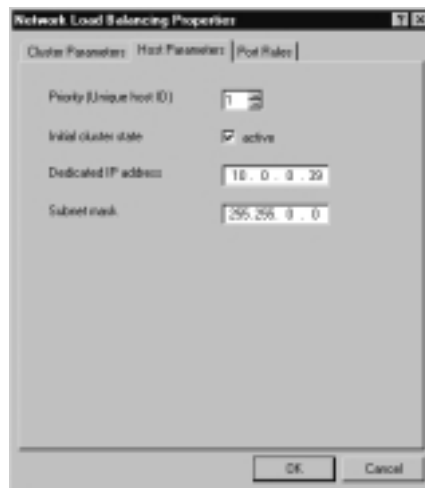 Network Load Balancing Properties
Cluster Parameters Host Parameters Port Rules
Priority (Unique host ID) 1
Initial cluster state active
Dedicated IP address 10 . 0 . 0 . 39
Subnet mask 255.255. 0 . 0
OK Cancel